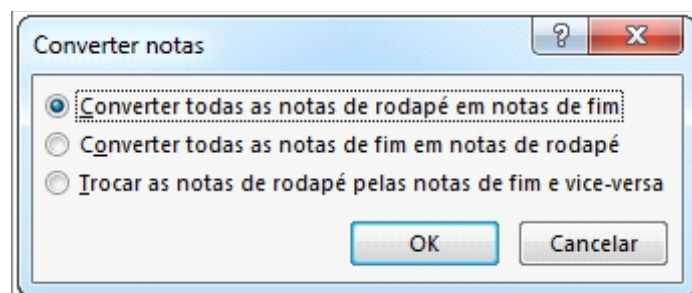 Converter notas
Converter todas as notas de rodapé em notas de fim
Converter todas as notas de fim em notas de rodapé
Trocar as notas de rodapé pelas notas de fim e vice-versa
OK Cancelar